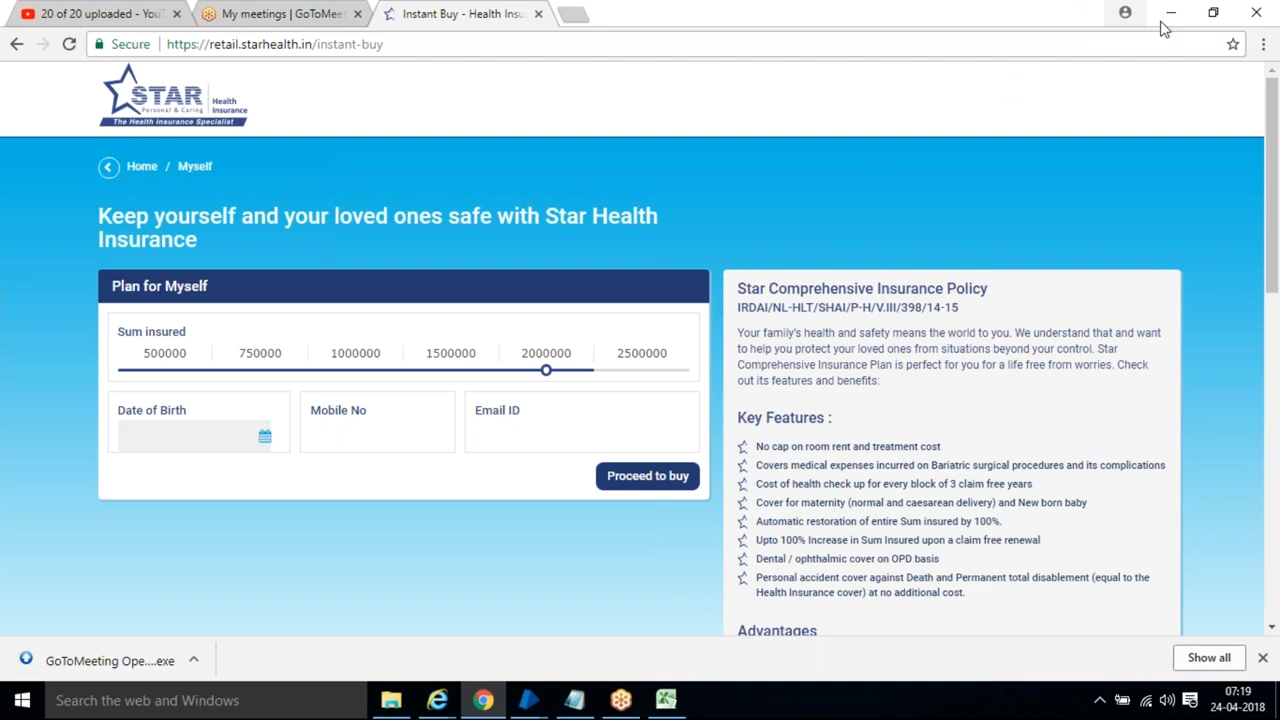 20 of 20 uploaded - You
My meetings | GoToMeet
Instant Buy - Health Insu
Secure
https://retail.starhealth.in/instant-buy
STAR
Health
Insurance
Personal & Caring
The Health Insurance Specialist
Home / Myself
Keep yourself and your loved ones safe with Star Health
Insurance
Plan for Myself
Sum insured
500000 750000 1000000 1500000 2000000 2500000
Date of Birth
Mobile No
Email ID
Proceed to buy
Star Comprehensive Insurance Policy
IRDAI/NL-HLT/SHAI/P-H/V.III/398/14-15
Your family's health and safety means the world to you. We understand that and want
to help you protect your loved ones from situations beyond your control. Star
Comprehensive Insurance Plan is perfect for you for a life free from worries. Check
out its features and benefits:
Key Features :
No cap on room rent and treatment cost
Covers medical expenses incurred on Bariatric surgical procedures and its complications
Cost of health check up for every block of 3 claim free years
Cover for maternity (normal and caesarean delivery) and New born baby
Automatic restoration of entire Sum insured by 100%.
Upto 100% Increase in Sum Insured upon a claim free renewal
Dental / ophthalmic cover on OPD basis
Personal accident cover against Death and Permanent total disablement (equal to the
Health Insurance cover) at no additional cost.
Advantages
GoToMeeting Ope....exe
Show all
Search the web and Windows
07:19
24-04-2018